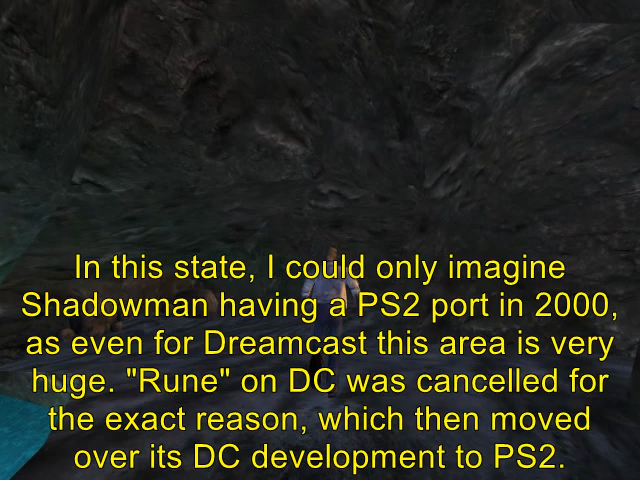 In this state, I could only imagine
Shadowman having a PS2 port in 2000,
as even for Dreamcast this area is very
huge. "Rune" on DC was cancelled for
the exact reason, which then moved
over its DC development to PS2.